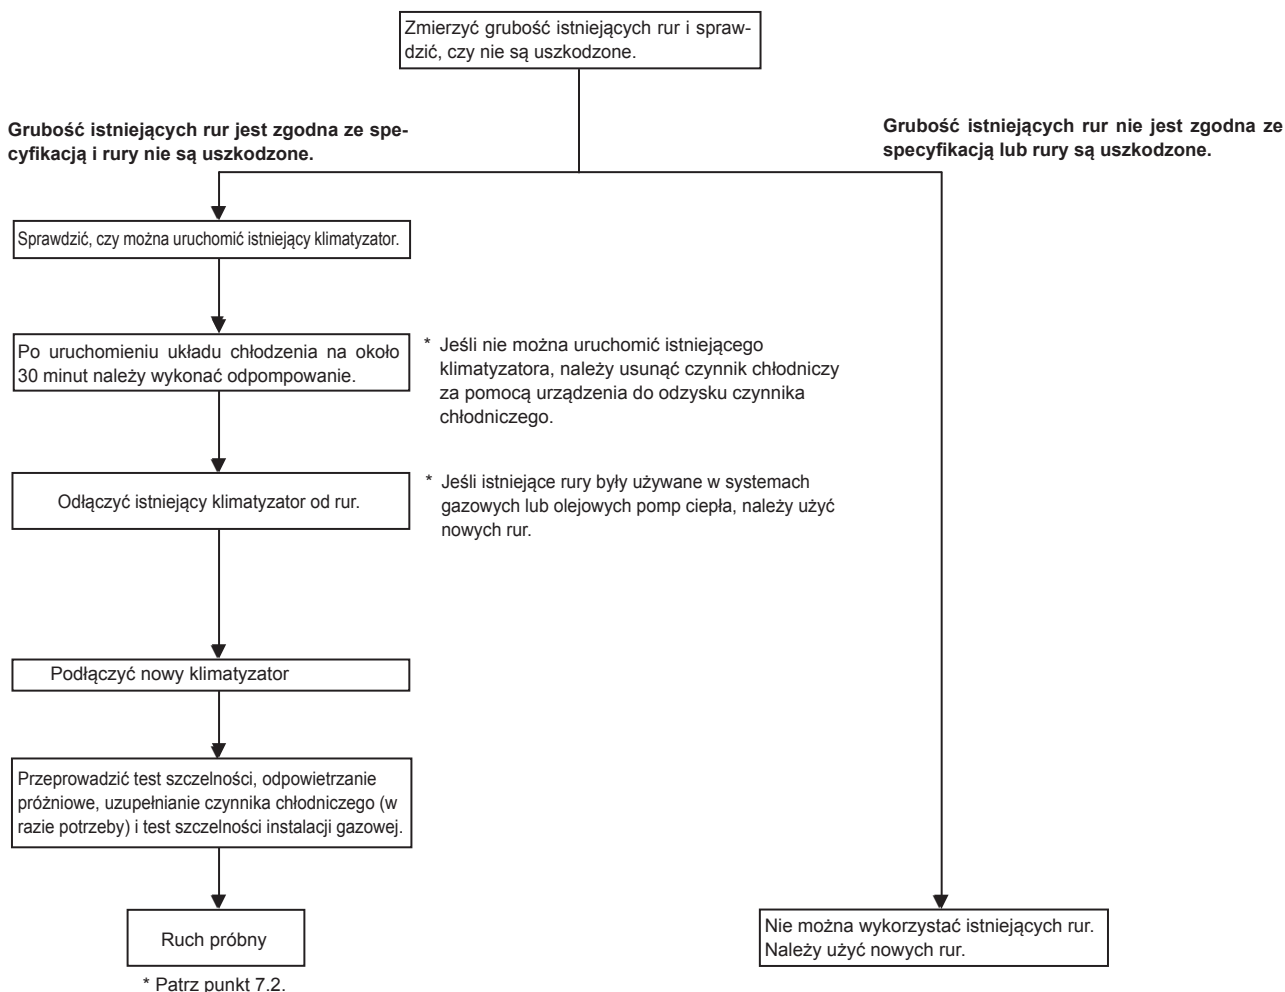 Zmierzyć grubość istniejących rur i spraw-
dzić, czy nie są uszkodzone.
Grubość istniejących rur jest zgodna ze spe-
cyfikacją i rury nie są uszkodzone.
Grubość istniejących rur nie jest zgodna ze
specyfikacją lub rury są uszkodzone.
Sprawdzić, czy można uruchomić istniejący klimatyzator.
Po uruchomieniu układu chłodzenia na około
30 minut należy wykonać odpompowanie.
* Jeśli nie można uruchomić istniejącego
klimatyzatora, należy usunąć czynnik chłodniczy
za pomocą urządzenia do odzysku czynnika
chłodniczego.
Odłączyć istniejący klimatyzator od rur.
* Jeśli istniejące rury były używane w systemach
gazowych lub olejowych pomp ciepła, należy użyć
nowych rur.
Podłączyć nowy klimatyzator
Przeprowadzić test szczelności, odpowietrzanie
próżniowe, uzupełnianie czynnika chłodniczego (w
razie potrzeby) i test szczelności instalacji gazowej.
Ruch próbny
* Patrz punkt 7.2.
Nie można wykorzystać istniejących rur.
Należy użyć nowych rur.